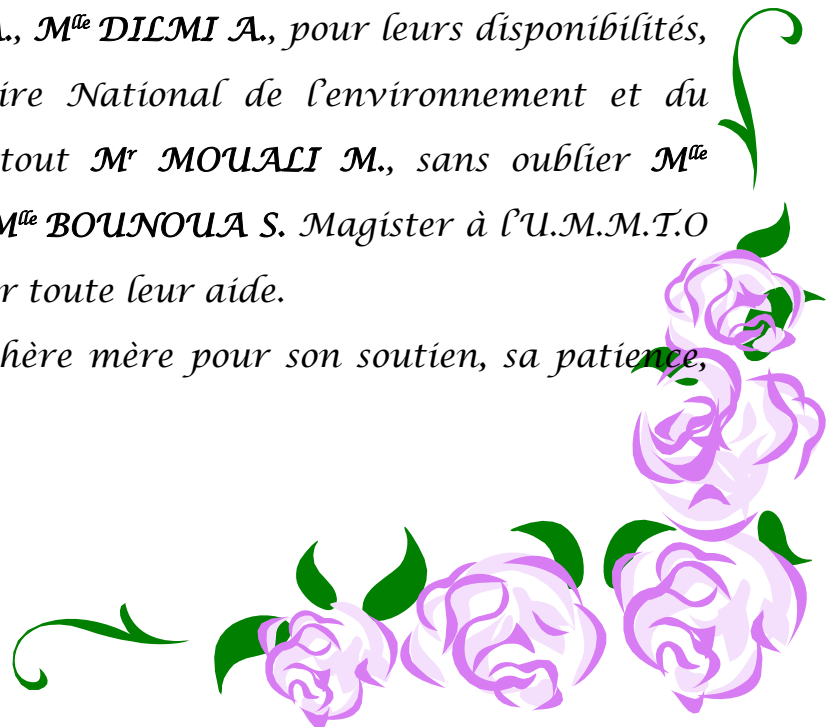 A., Mlle DILMI A., pour leurs disponibilités,
ire National de l'environnement et du
tout Mr MOUALI M., sans oublier Mlle
Mlle BOUNOUA S. Magister à l'U.M.M.T.O
r toute leur aide.
hère mère pour son soutien, sa patience,